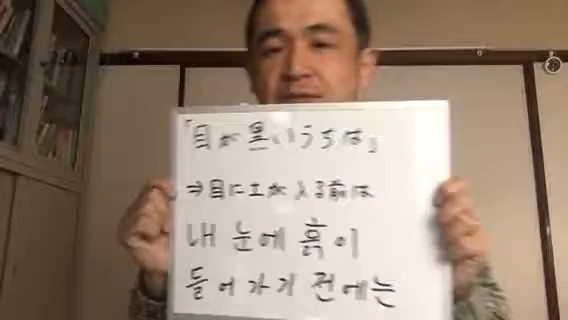 「目が黒いうちは」
⇒目に土が入る前は
내 눈에 흙이
들어가기 전에는